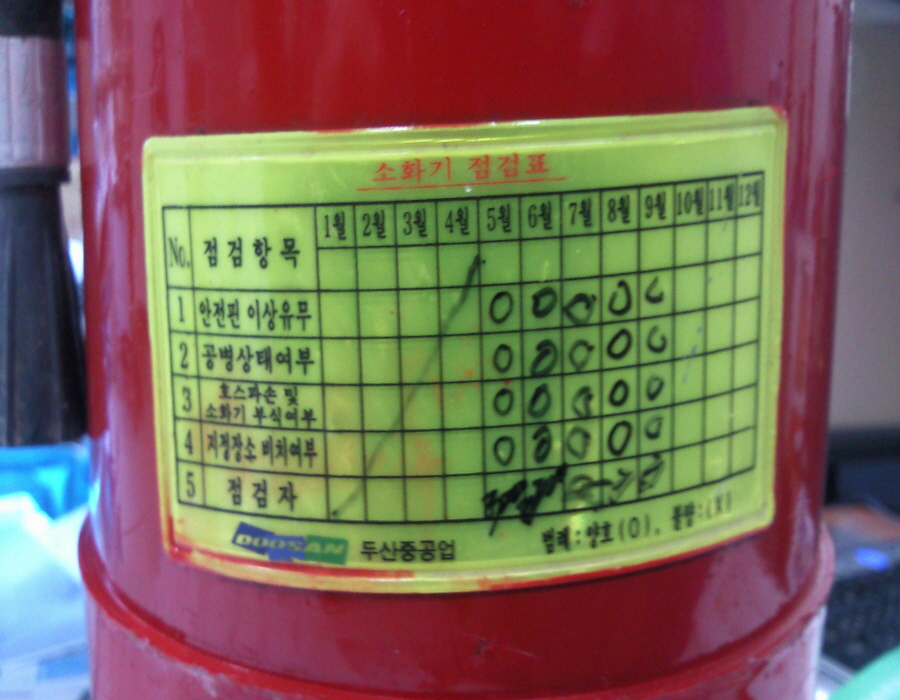 소화기 점검표
No. 점검항목 1월 2월 3월 4월 5월 6월 7월 8월 9월 10월 11월 12월
1 안전핀 이상유무 O O O O O
2 공병상태여부 O O O O O
3 호스파손 및 소화기 부식여부 O O O O O
4 지정장소 비치여부 O O O O O
5 점검자
DOOSAN 두산중공업 범례 : 양호(O), 불량:(X)